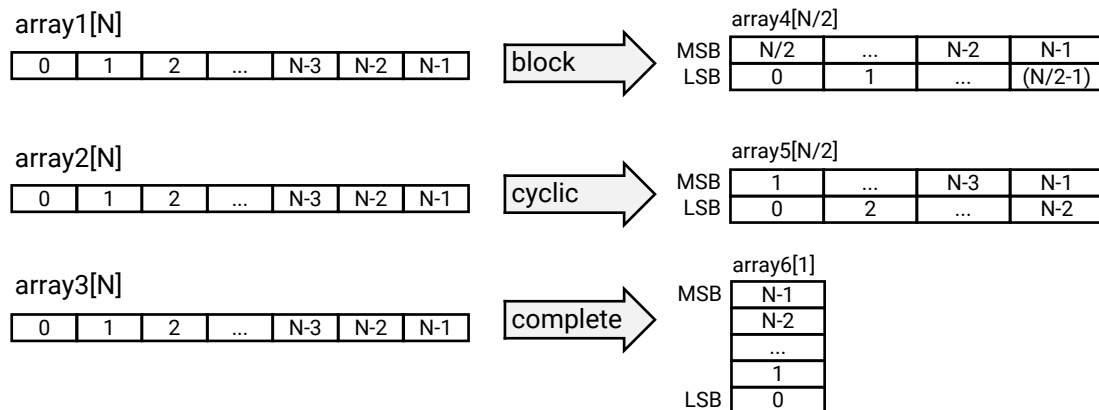 array1[N]
0 1 2 ... N-3 N-2 N-1
block
array4[N/2]
MSB N/2 ... N-2 N-1
LSB 0 1 ... (N/2-1)
array2[N]
0 1 2 ... N-3 N-2 N-1
cyclic
array5[N/2]
MSB 1 ... N-3 N-1
LSB 0 2 ... N-2
array3[N]
0 1 2 ... N-3 N-2 N-1
complete
array6[1]
MSB N-1
N-2
...
1
LSB 0